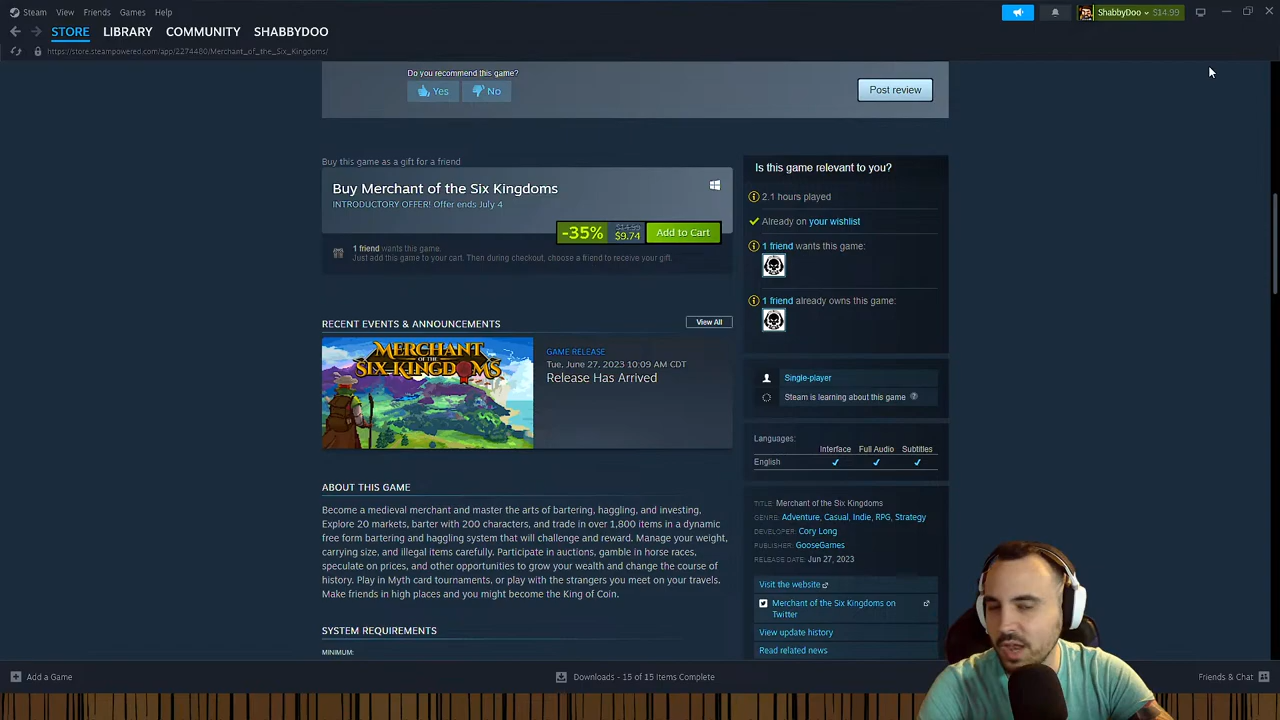 Steam View Friends Games Help
ShabbyDoo $14.99
STORE LIBRARY COMMUNITY SHABBYDOO
https://store.steampowered.com/app/2274480/Merchant_of_the_Six_Kingdoms/
Do you recommend this game?
Yes No
Post review
Buy this game as a gift for a friend
Buy Merchant of the Six Kingdoms
INTRODUCTORY OFFER! Offer ends July 4
-35% $14.99 $9.74 Add to Cart
1 friend wants this game.
Just add this game to your cart. Then during checkout, choose a friend to receive your gift.
RECENT EVENTS & ANNOUNCEMENTS
View All
MERCHANT
OF THE
SIX KINGDOMS
GAME RELEASE
Tue, June 27, 2023 10:09 AM CDT
Release Has Arrived
ABOUT THIS GAME
Become a medieval merchant and master the arts of bartering, haggling, and investing.
Explore 20 markets, barter with 200 characters, and trade in over 1,800 items in a dynamic
free form bartering and haggling system that will challenge and reward. Manage your weight,
carrying size, and illegal items carefully. Participate in auctions, gamble in horse races,
speculate on prices, and other opportunities to grow your wealth and change the course of
history. Play in Myth card tournaments, or play with the strangers you meet on your travels.
Make friends in high places and you might become the King of Coin.
SYSTEM REQUIREMENTS
MINIMUM:
Is this game relevant to you?
2.1 hours played
Already on your wishlist
1 friend wants this game:
1 friend already owns this game:
Single-player
Steam is learning about this game ?
Languages:
Interface Full Audio Subtitles
English ✓ ✓ ✓
TITLE: Merchant of the Six Kingdoms
GENRE: Adventure, Casual, Indie, RPG, Strategy
DEVELOPER: Cory Long
PUBLISHER: GooseGames
RELEASE DATE: Jun 27, 2023
Visit the website
Merchant of the Six Kingdoms on
Twitter
View update history
Read related news
Add a Game
Downloads - 15 of 15 Items Complete
Friends & Chat